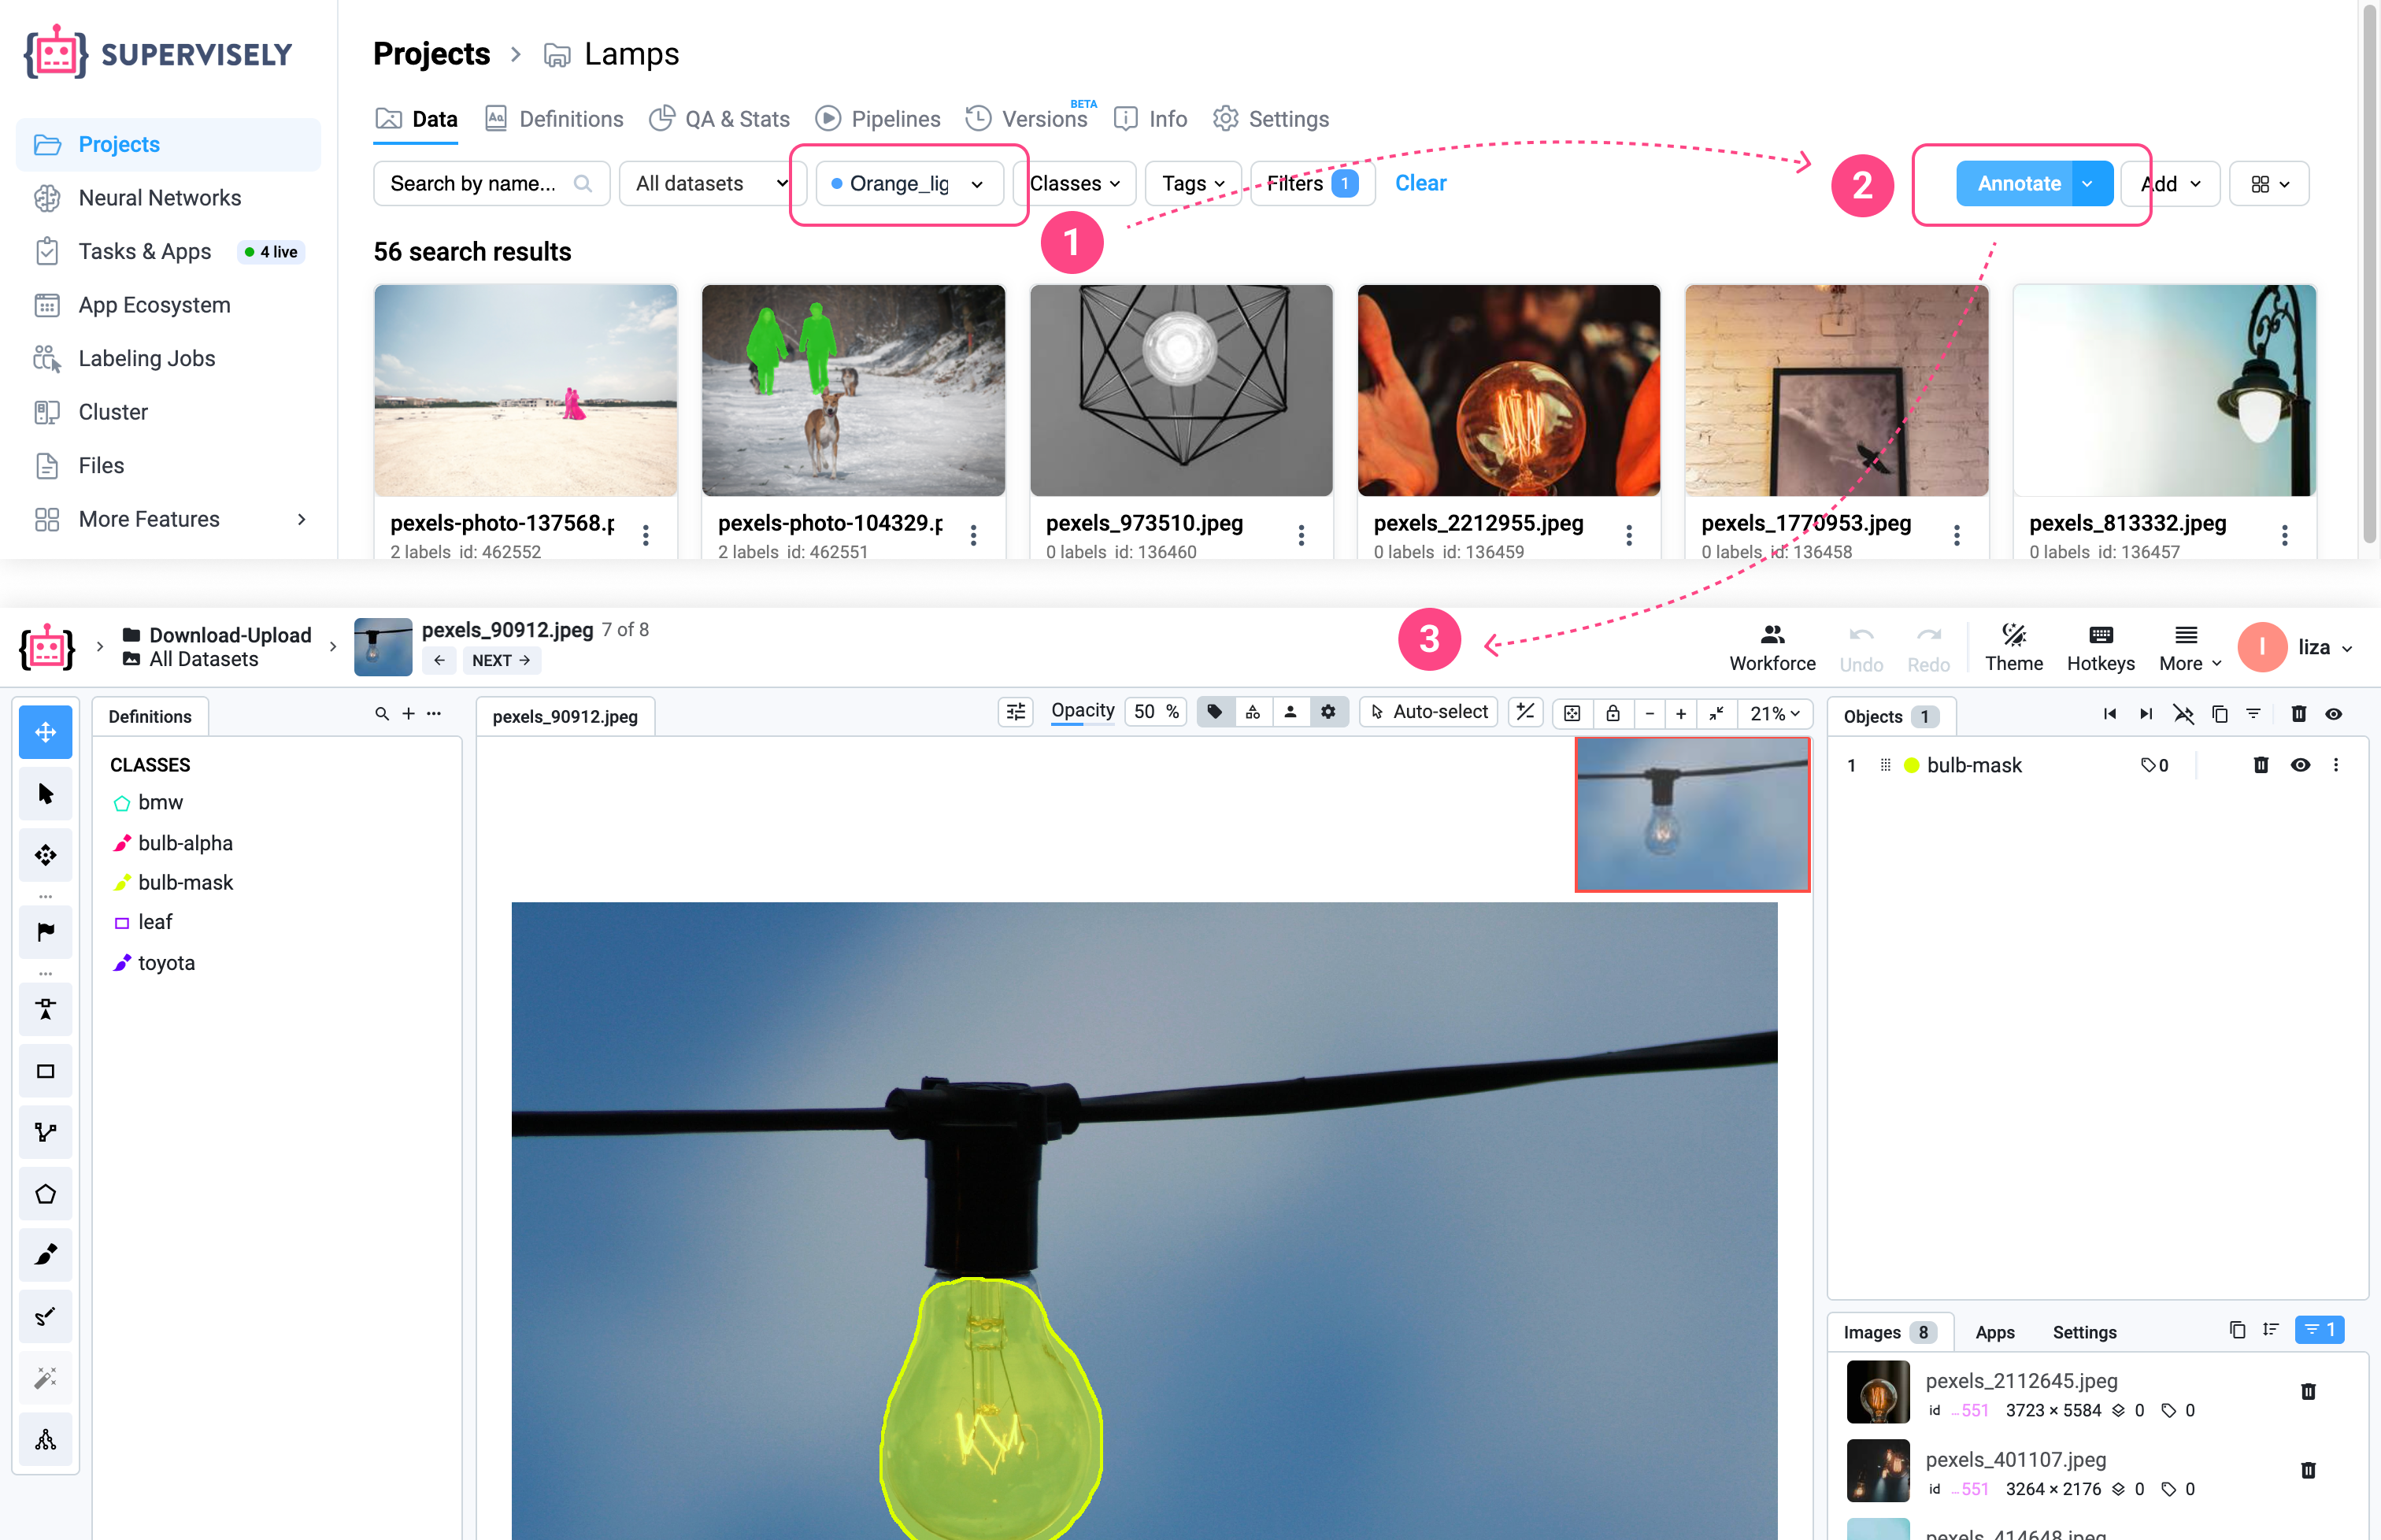 SUPERVISELY
Projects
Neural Networks
Tasks & Apps 4 live
App Ecosystem
Labeling Jobs
Cluster
Files
More Features
Projects > Lamps
Data Definitions QA & Stats Pipelines Versions BETA Info Settings
Search by name... All datasets Orange_lig Classes Tags Filters 1 Clear 2 Annotate Add
1
56 search results
pexels-photo-137568.p pexels-photo-104329.p pexels_973510.jpeg pexels_2212955.jpeg pexels_1770953.jpeg pexels_813332.jpeg
2 labels id: 462552 2 labels id: 462551 0 labels id: 136460 0 labels id: 136459 0 labels id: 136458 0 labels id: 136457
Download-Upload
All Datasets
pexels_90912.jpeg 7 of 8
NEXT
3
Workforce Undo Redo Theme Hotkeys More l liza
Definitions
CLASSES
bmw
bulb-alpha
bulb-mask
leaf
toyota
pexels_90912.jpeg Opacity 50 % Auto-select 21%
Objects 1
1 bulb-mask 0
Images 8 Apps Settings 1
pexels_2112645.jpeg
id ...551 3723 × 5584 0 0
pexels_401107.jpeg
id ...551 3264 × 2176 0 0
pexels_414648.jpeg